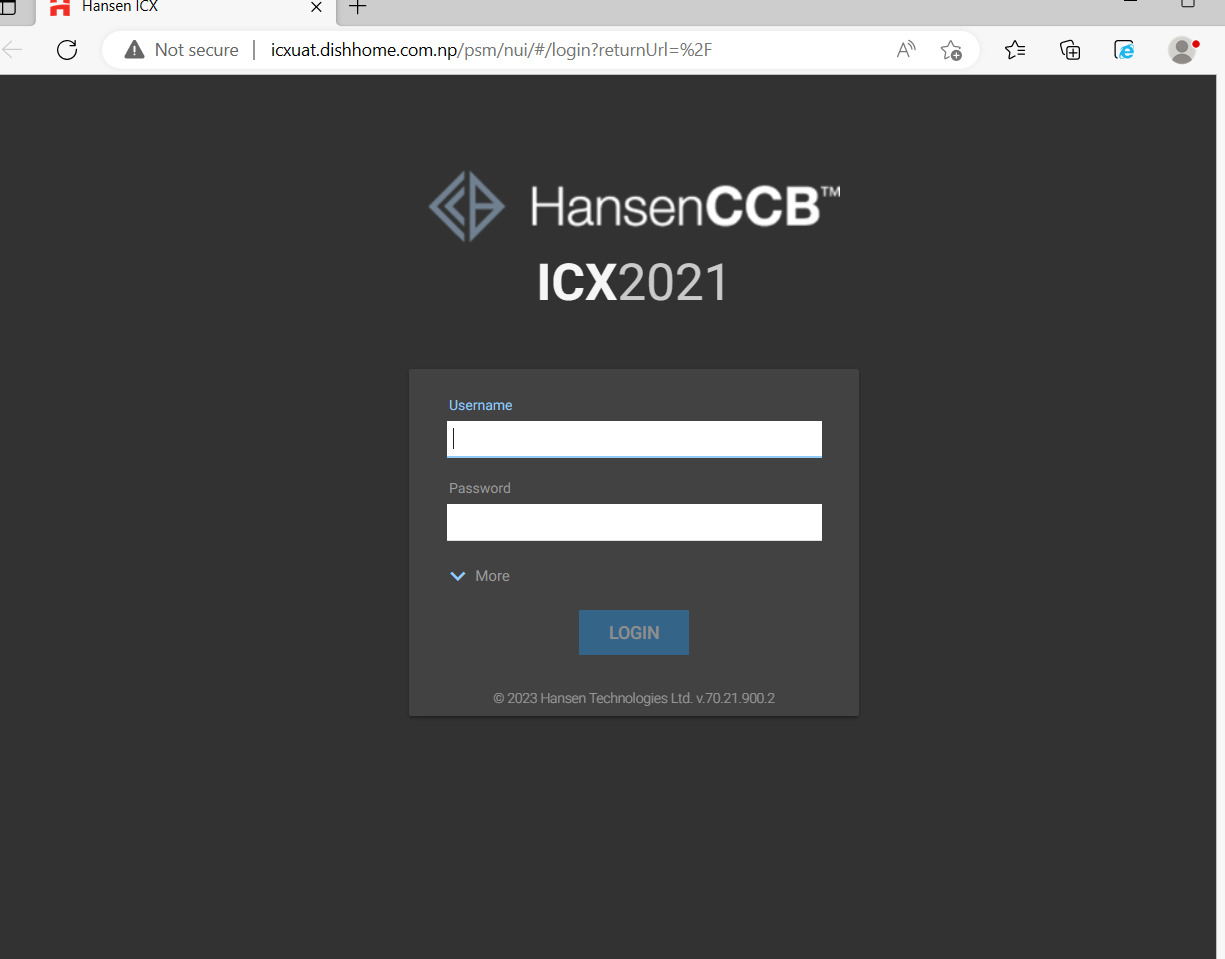 Hansen ICX
Not secure | icxuat.dishhome.com.np/psm/nui/#/login?returnUrl=%2F
HansenCCB™
ICX2021
Username
Password
More
LOGIN
© 2023 Hansen Technologies Ltd. v.70.21.900.2